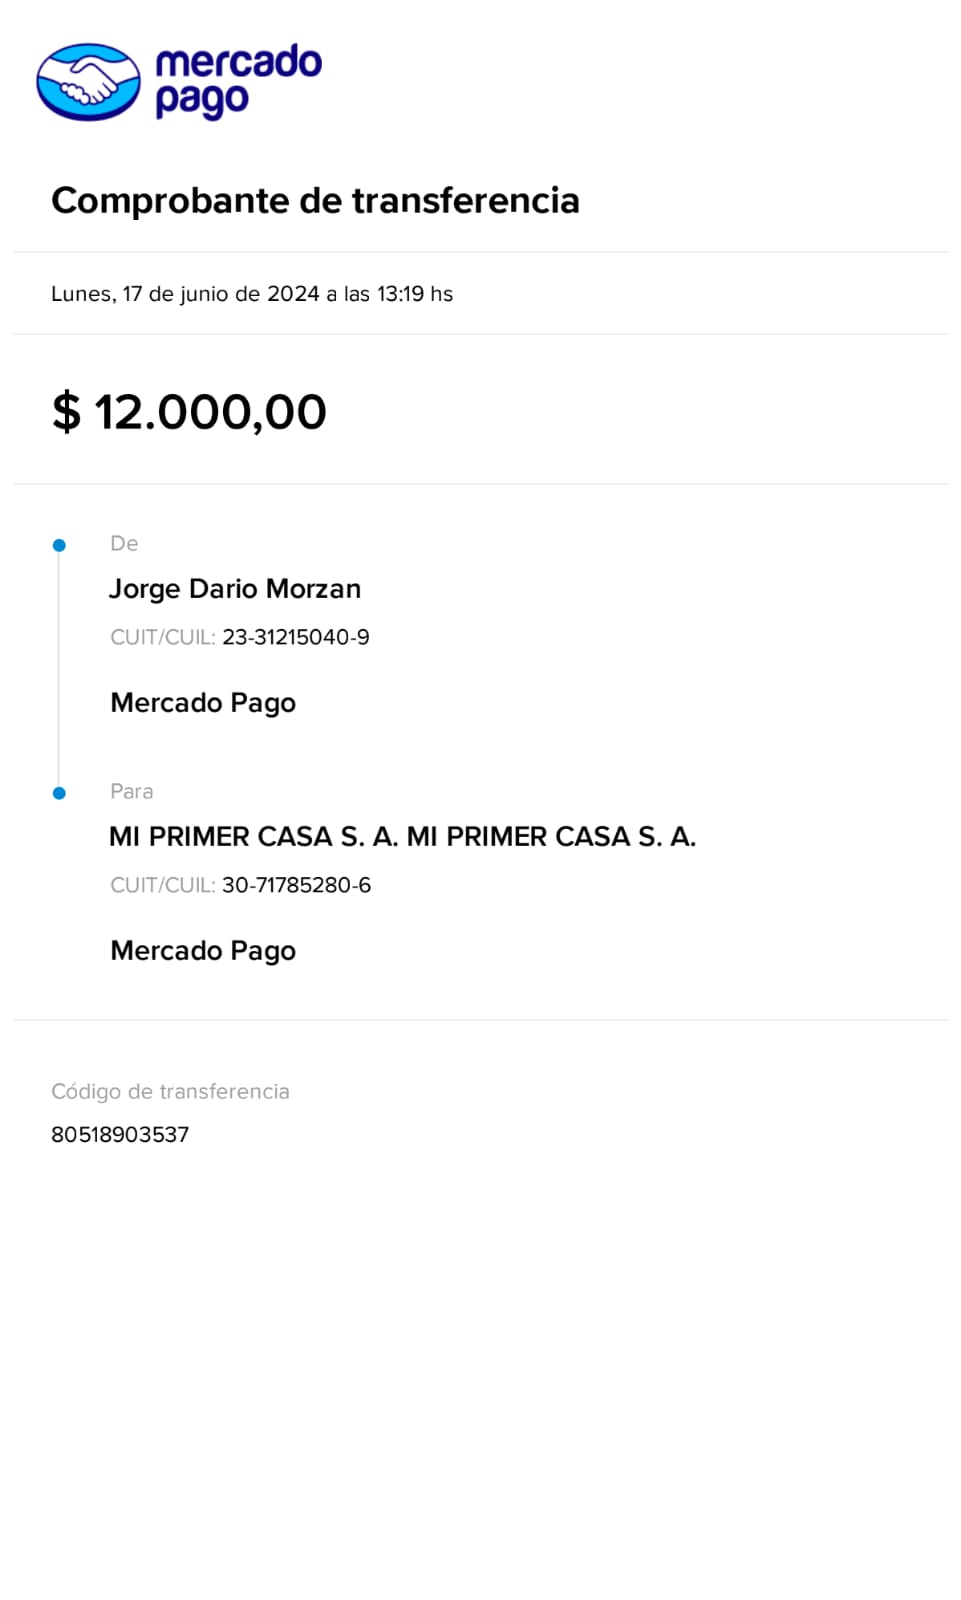 mercado
pago
Comprobante de transferencia
Lunes, 17 de junio de 2024 a las 13:19 hs
$ 12.000,00
De
Jorge Dario Morzan
CUIT/CUIL: 23-31215040-9
Mercado Pago
Para
MI PRIMER CASA S. A. MI PRIMER CASA S. A.
CUIT/CUIL: 30-71785280-6
Mercado Pago
Código de transferencia
80518903537